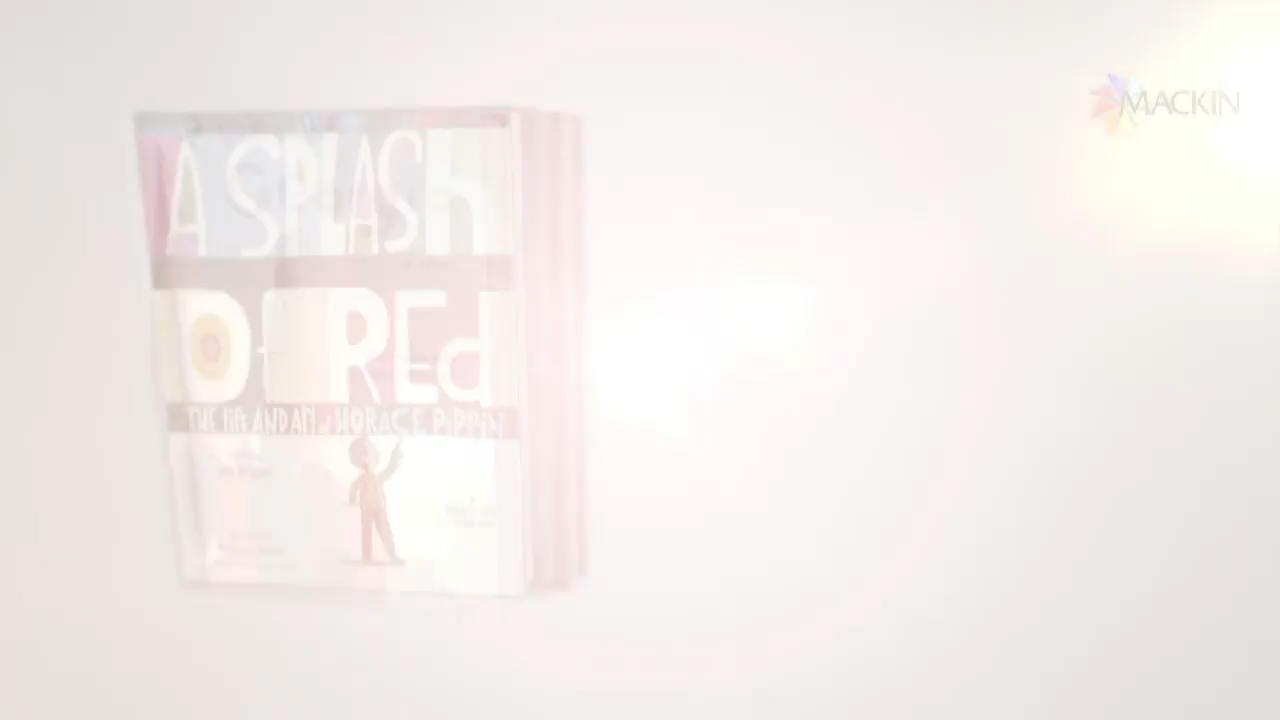 MACKIN
A SPLASH
OF RED
THE LIFE AND ART of HORACE PIPPIN